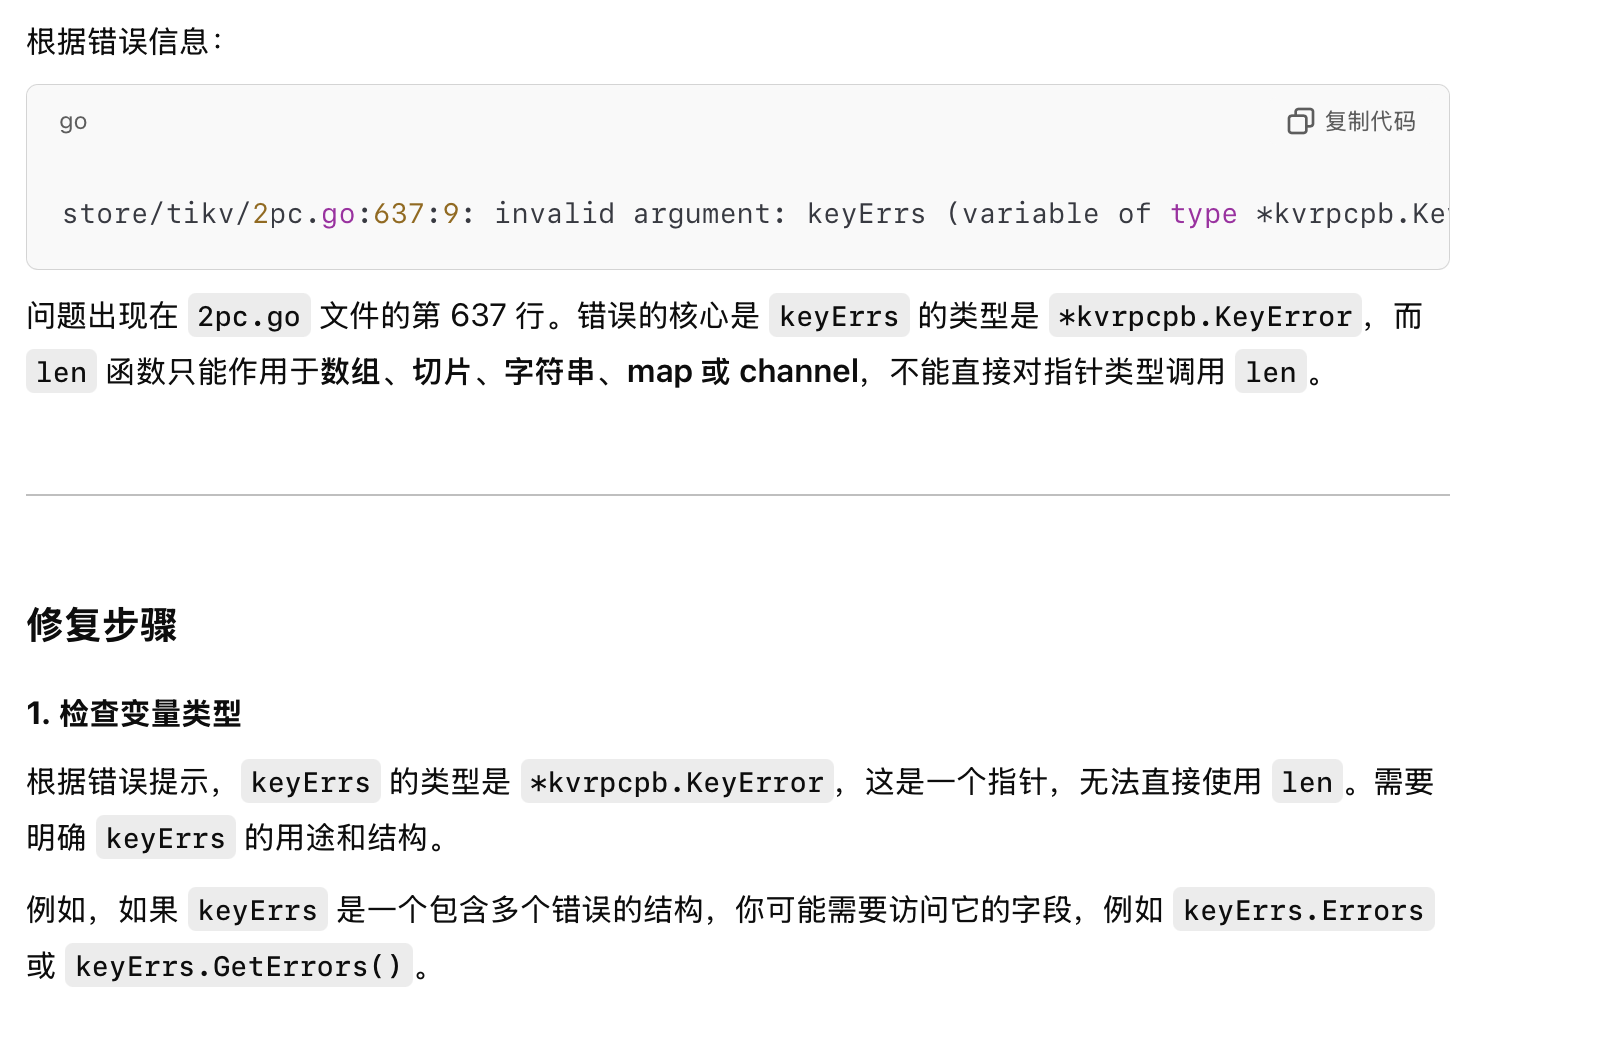 根据错误信息：
go
复制代码
store/tikv/2pc.go:637:9: invalid argument: keyErrs (variable of type *kvrpcpb.Ke
问题出现在 2pc.go 文件的第 637 行。错误的核心是 keyErrs 的类型是 *kvrpcpb.KeyError，而
len 函数只能作用于数组、切片、字符串、map 或 channel，不能直接对指针类型调用 len。
修复步骤
1. 检查变量类型
根据错误提示，keyErrs 的类型是 *kvrpcpb.KeyError，这是一个指针，无法直接使用 len。需要
明确 keyErrs 的用途和结构。
例如，如果 keyErrs 是一个包含多个错误的结构，你可能需要访问它的字段，例如 keyErrs.Errors
或 keyErrs.GetErrors()。